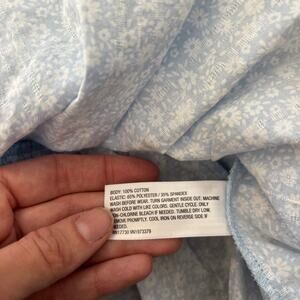 BODY: 100% COTTON
ELASTIC: 65% POLYESTER / 35% SPANDEX
WASH BEFORE WEAR. TURN GARMENT INSIDE OUT. MACHINE
WASH COLD WITH LIKE COLORS. GENTLE CYCLE. ONLY
NON-CHLORINE BLEACH IF NEEDED. TUMBLE DRY LOW.
REMOVE PROMPTLY. COOL IRON ON REVERSE SIDE IF
NEEDED.